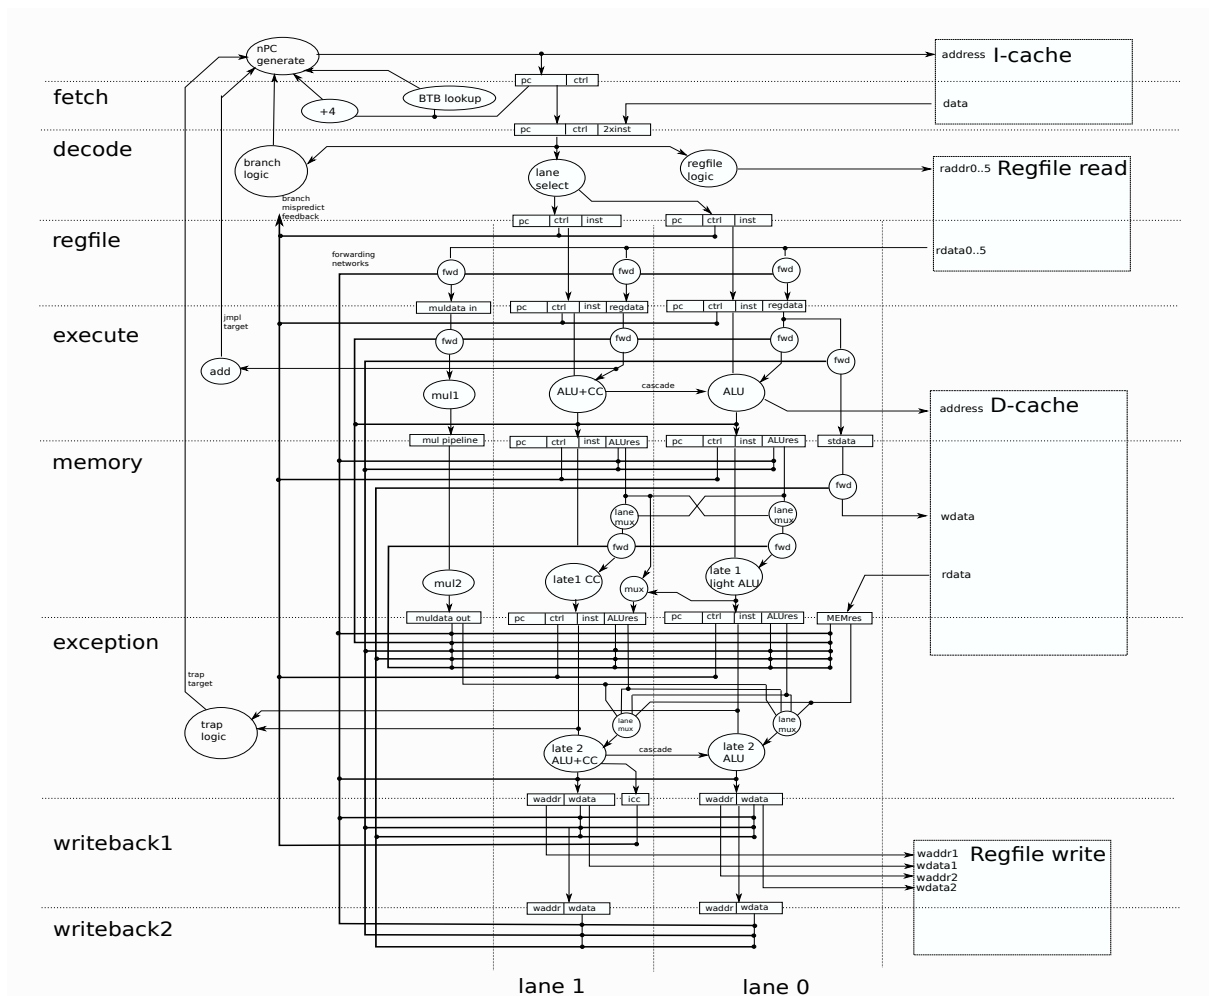 nPC
generate
address I-cache
pc ctrl
fetch
BTB lookup
+4
data
pc ctrl 2xinst
decode
branch
logic
lane
select
regfile
logic
raddr0..5 Regfile read
branch
mispredict
feedback
pc ctrl inst
pc ctrl inst
regfile
rdata0..5
forwarding
networks
fwd
fwd
fwd
muldata in
pc ctrl inst regdata
pc ctrl inst regdata
jmpl
target
execute
fwd
fwd
fwd
fwd
add
mul1
ALU+CC
cascade
ALU
address D-cache
mul pipeline
pc ctrl inst ALUres
pc ctrl inst ALUres
stdata
memory
fwd
lane
mux
lane
mux
wdata
fwd
fwd
mul2
late1 CC
mux
late 1
light ALU
rdata
muldata out
pc ctrl inst ALUres
pc ctrl inst ALUres
MEMres
exception
trap
target
trap
logic
lane
mux
lane
mux
late 2
ALU+CC
cascade
late 2
ALU
waddr wdata
icc
waddr wdata
writeback1
waddr1 Regfile write
wdata1
waddr2
wdata2
waddr wdata
waddr wdata
writeback2
lane 1
lane 0